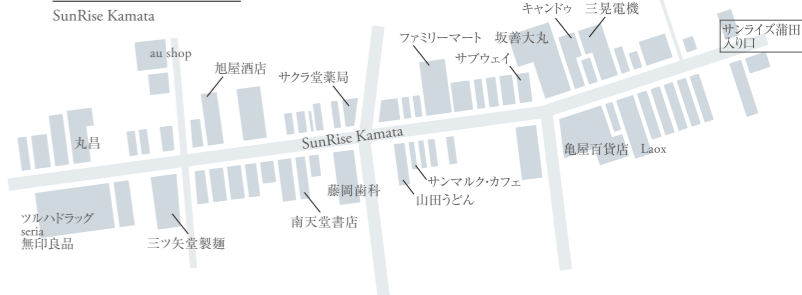 SunRise Kamata
キャンドゥ
三晃電機
ファミリーマート
坂善大丸
サブウェイ
サンライズ蒲田
入り口
au shop
旭屋酒店
サクラ堂薬局
丸昌
SunRise Kamata
亀屋百貨店
Laox
サンマルク・カフェ
山田うどん
藤岡歯科
南天堂書店
三ツ矢堂製麺
ツルハドラッグ
seria
無印良品